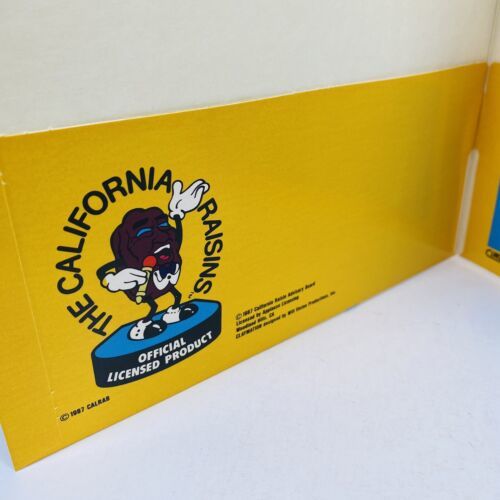 THE CALIFORNIA RAISINS™
OFFICIAL
LICENSED PRODUCT
© 1987 CALRAB
© 1987 California Raisin Advisory Board
Licensed by Applause Licensing
Woodland Hills, CA
CLAYMATION designed by Will Vinton Productions, Inc.